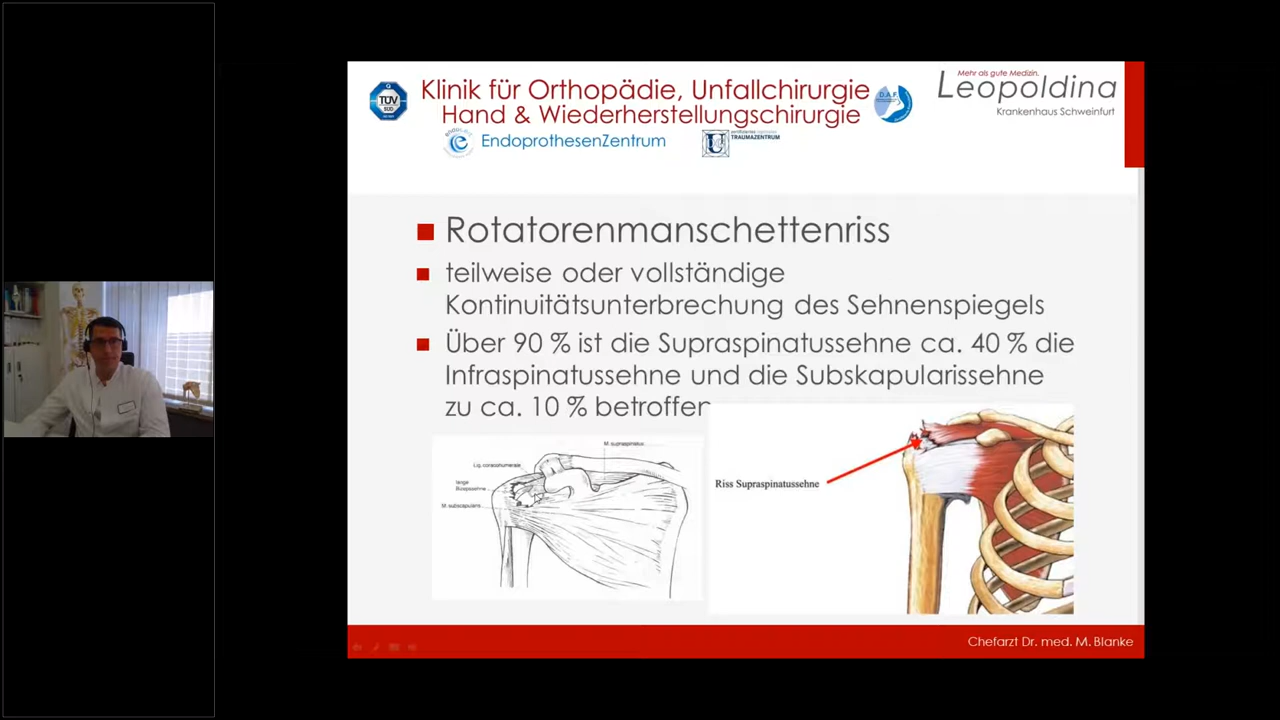 Klinik für Orthopädie, Unfallchirurgie
Hand & Wiederherstellungschirurgie
EndoprothesenZentrum
TRAUMAZENTRUM
TÜV
SÜD
D.A.F.
Mehr als gute Medizin.
Leopoldina
Krankenhaus Schweinfurt
Rotatorenmanschettenriss
teilweise oder vollständige
Kontinuitätsunterbrechung des Sehnenspiegels
Über 90 % ist die Supraspinatussehne ca. 40 % die
Infraspinatussehne und die Subskapularissehne
zu ca. 10 % betroffen
M. supraspinatus
Lig. coracohumerale
lange
Bizepssehne
M. subscapularis
Riss Supraspinatussehne
Chefarzt Dr. med. M. Blanke